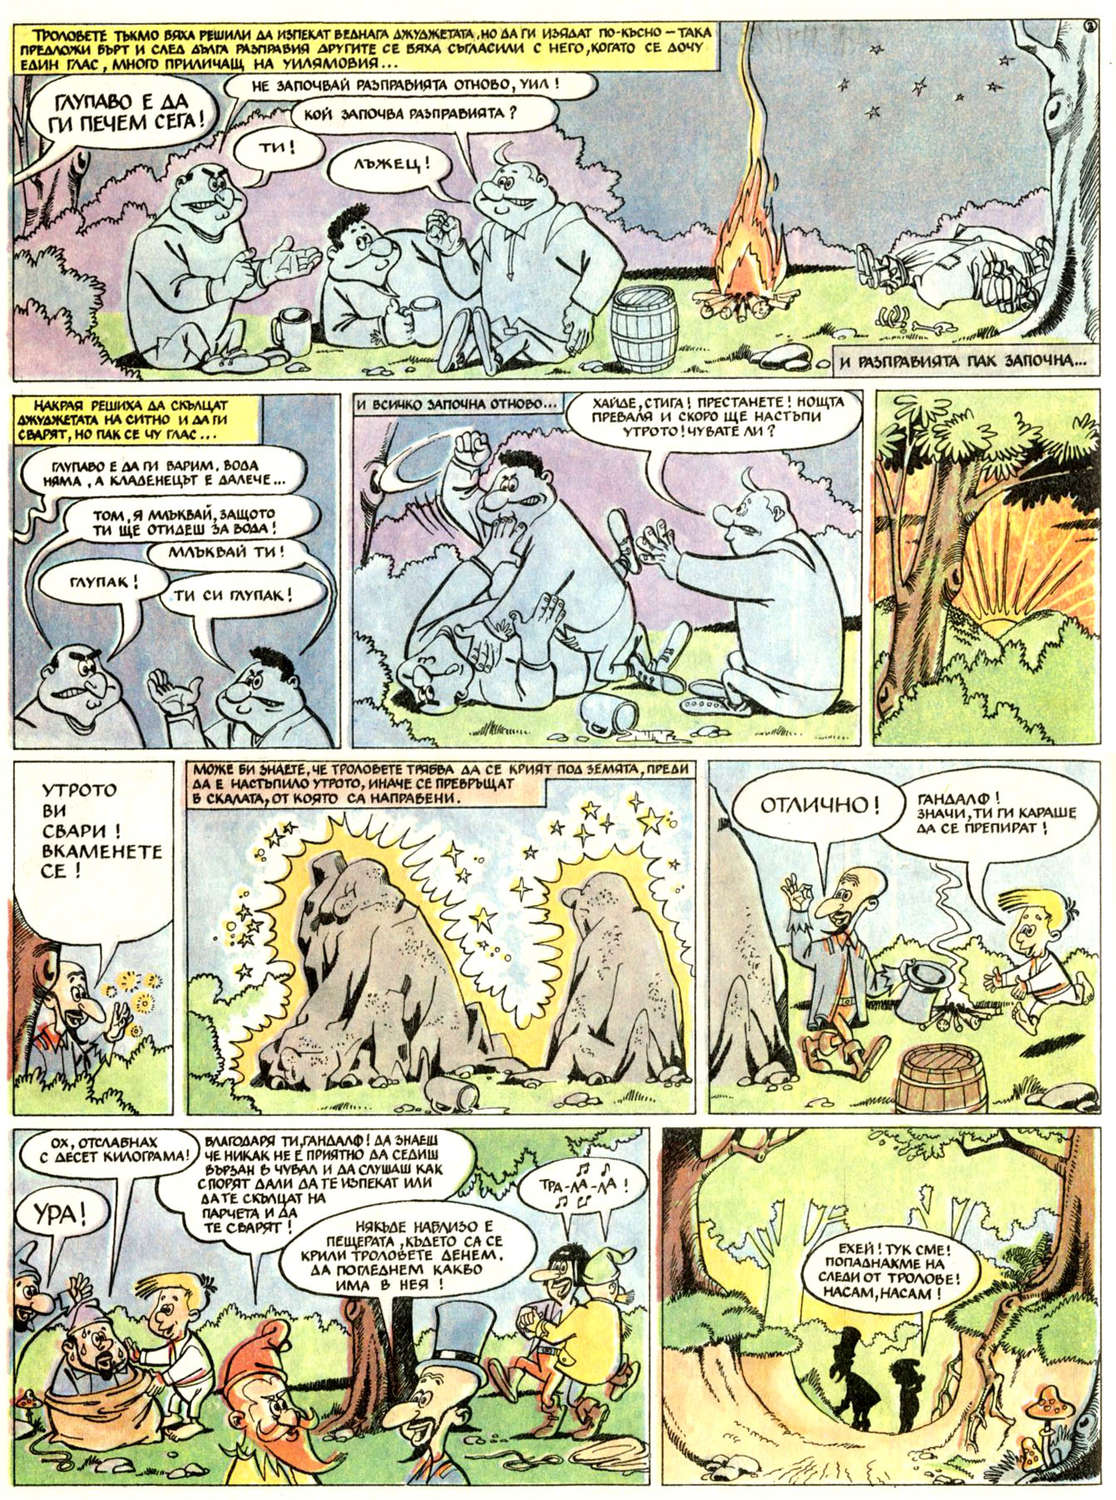 2
ТРОЛОВЕТЕ ТЪКМО БЯХА РЕШИЛИ ДА ИЗПЕКАТ ВЕДНАГА ДЖУДЖЕТАТА, НО ДА ГИ ИЗЯДАТ ПО-КЪСНО – ТАКА
ПРЕДЛОЖИ БЪРТ И СЛЕД ДЪЛГА РАЗПРАВИЯ ДРУГИТЕ СЕ БЯХА СЪГЛАСИЛИ С НЕГО, КОГАТО СЕ ДОЧУ
ЕДИН ГЛАС, МНОГО ПРИЛИЧАЩ НА УИЛЯМОВИЯ...
ГЛУПАВО Е ДА
ГИ ПЕЧЕМ СЕГА!
НЕ ЗАПОЧВАЙ РАЗПРАВИЯТА ОТНОВО, УИЛ!
КОЙ ЗАПОЧВА РАЗПРАВИЯТА?
ТИ!
ЛЪЖЕЦ!
И РАЗПРАВИЯТА ПАК ЗАПОЧНА...
НАКРАЯ РЕШИХА ДА СКЪЛЦАТ
ДЖУДЖЕТАТА НА СИТНО И ДА ГИ
СВАРЯТ, НО ПАК СЕ ЧУ ГЛАС...
ГЛУПАВО Е ДА ГИ ВАРИМ. ВОДА
НЯМА, А КЛАДЕНЕЦЪТ Е ДАЛЕЧЕ...
ТОМ, Я МЛЪКВАЙ, ЗАЩОТО
ТИ ЩЕ ОТИДЕШ ЗА ВОДА!
МЛЪКВАЙ ТИ!
ГЛУПАК!
ТИ СИ ГЛУПАК!
И ВСИЧКО ЗАПОЧНА ОТНОВО...
ХАЙДЕ, СТИГА! ПРЕСТАНЕТЕ! НОЩТА
ПРЕВАЛЯ И СКОРО ЩЕ НАСТЪПИ
УТРОТО! ЧУВАТЕ ЛИ?
УТРОТО
ВИ
СВАРИ!
ВКАМЕНЕТЕ
СЕ!
МОЖЕ БИ ЗНАЕТЕ, ЧЕ ТРОЛОВЕТЕ ТРЯБВА ДА СЕ КРИЯТ ПОД ЗЕМЯТА, ПРЕДИ
ДА Е НАСТЪПИЛО УТРОТО, ИНАЧЕ СЕ ПРЕВРЪЩАТ
В СКАЛАТА, ОТ КОЯТО СА НАПРАВЕНИ.
ОТЛИЧНО!
ГАНДАЛФ!
ЗНАЧИ, ТИ ГИ КАРАШЕ
ДА СЕ ПРЕПИРАТ!
ОХ, ОТСЛАБНАХ
С ДЕСЕТ КИЛОГРАМА!
УРА!
БЛАГОДАРЯ ТИ, ГАНДАЛФ! ДА ЗНАЕШ
ЧЕ НИКАК НЕ Е ПРИЯТНО ДА СЕДИШ
ВЪРЗАН В ЧУВАЛ И ДА СЛУШАШ КАК
СПОРЯТ ДАЛИ ДА ТЕ ИЗПЕКАТ ИЛИ
ДА ТЕ СКЪЛЦАТ НА
ПАРЧЕТА И ДА
ТЕ СВАРЯТ!
НЯКЪДЕ НАБЛИЗО Е
ПЕЩЕРАТА, КЪДЕТО СА СЕ
КРИЛИ ТРОЛОВЕТЕ ДЕНЕМ.
ДА ПОГЛЕДНЕМ КАКВО
ИМА В НЕЯ!
ТРА-ЛА-ЛА!
ЕХЕЙ! ТУК СМЕ!
ПОПАДНАХМЕ НА
СЛЕДИ ОТ ТРОЛОВЕ!
НАСАМ, НАСАМ!